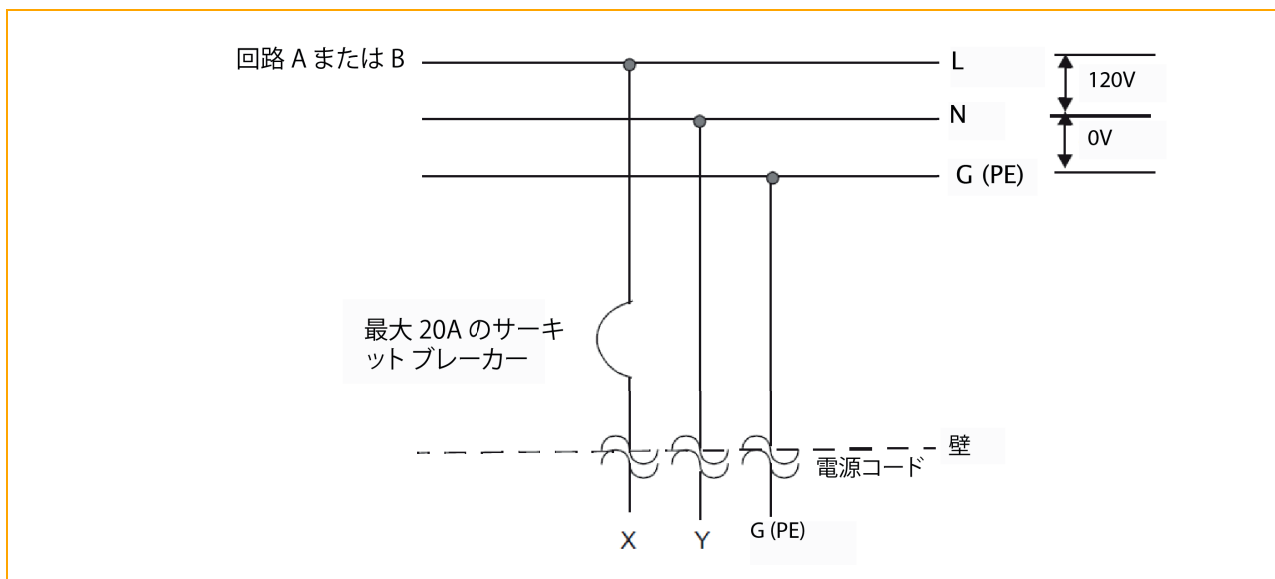 回路 A または B
L
120V
N
0V
G (PE)
最大 20A のサーキ
ット ブレーカー
壁
電源コード
X
Y
G (PE)